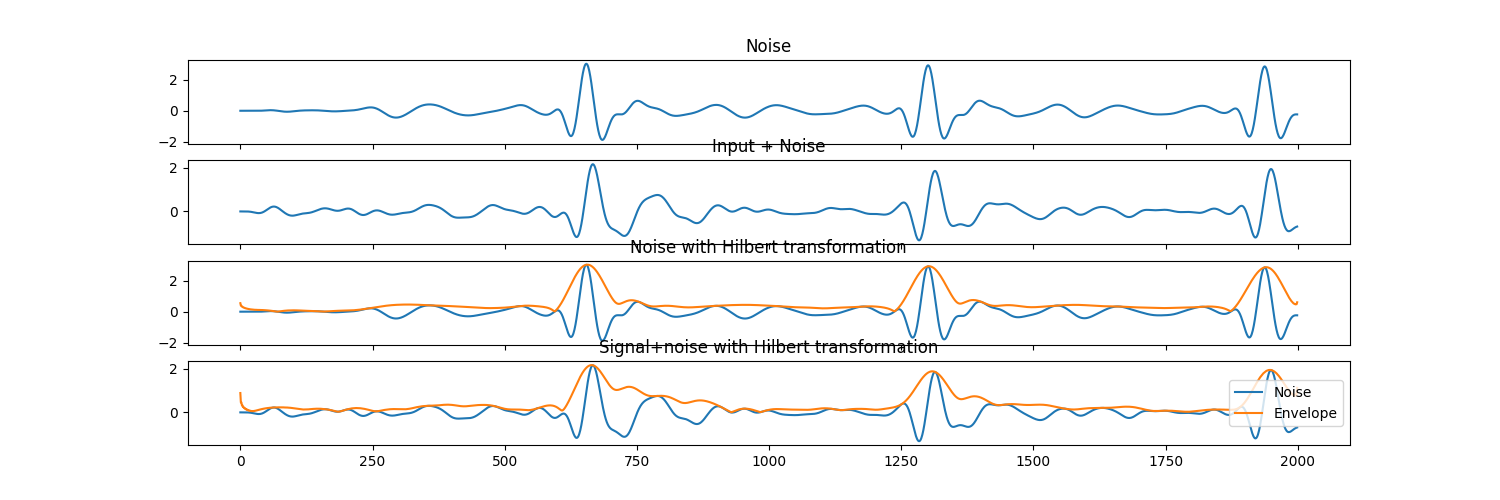 Noise
2
0
−2
Input + Noise
2
0
Noise with Hilbert transformation
2
0
−2
Signal+noise with Hilbert transformation
2
0
Noise
Envelope
0 250 500 750 1000 1250 1500 1750 2000